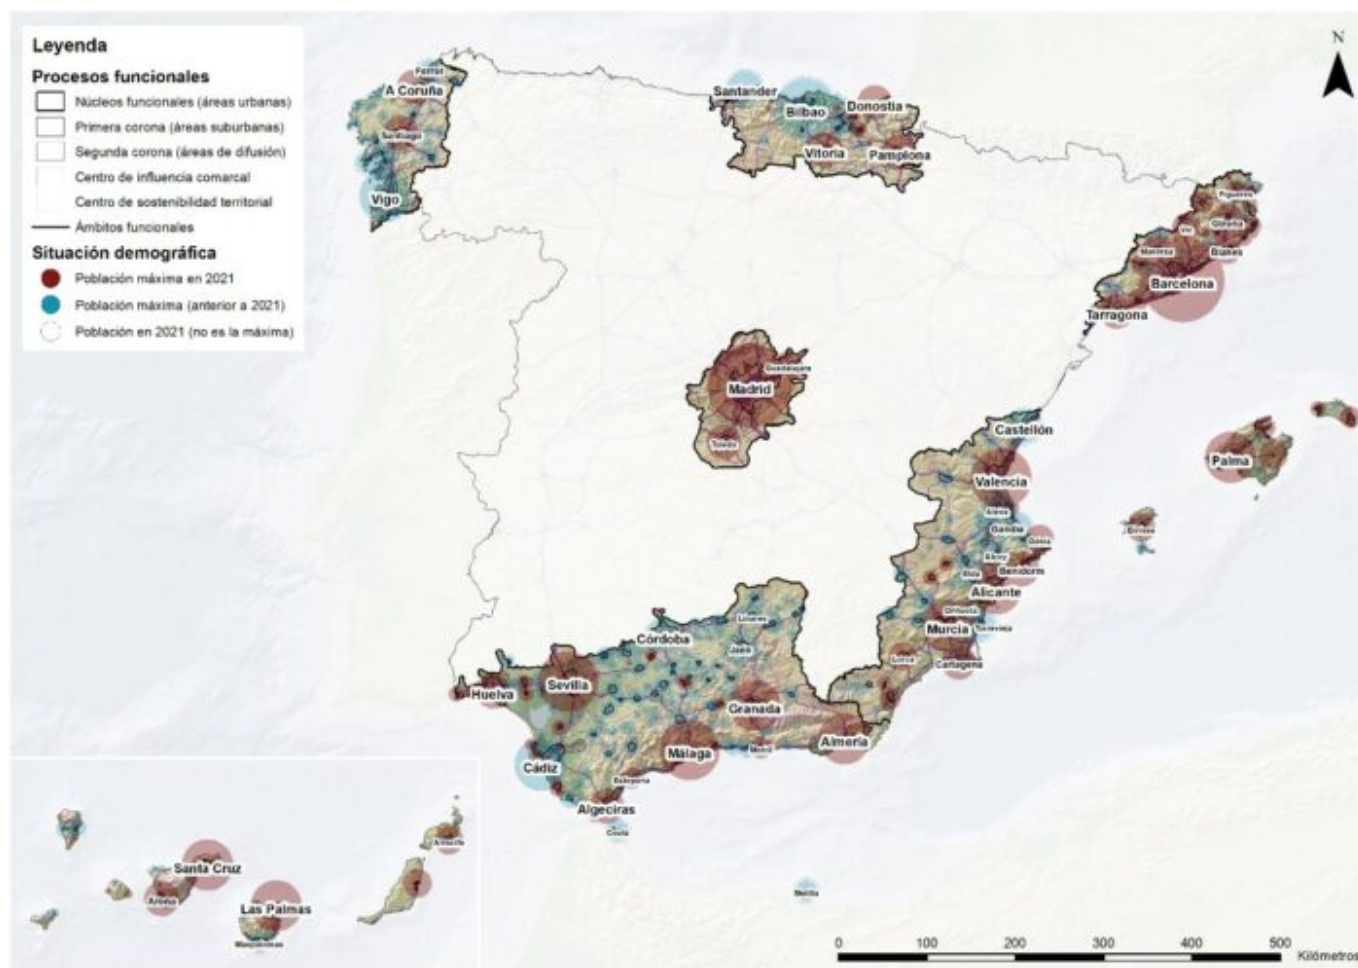 Leyenda
Procesos funcionales
Núcleos funcionales (áreas urbanas)
Primera corona (áreas suburbanas)
Segunda corona (áreas de difusión)
Centro de influencia comarcal
Centro de sostenibilidad territorial
Ámbitos funcionales
Situación demográfica
Población máxima en 2021
Población máxima (anterior a 2021)
Población en 2021 (no es la máxima)
N
Ferrol
A Coruña
Santiago
Vigo
Santander
Bilbao
Donostia
Vitoria
Pamplona
Figueres
Girona
Vic
Manresa
Blanes
Barcelona
Tarragona
Guadalajara
Madrid
Toledo
Castellón
Valencia
Palma
Gandia
Denia
Alcoy
Elda
Benidorm
Alicante
Orihuela
Murcia
Torrevieja
Lorca
Cartagena
Linares
Córdoba
Jaén
Huelva
Sevilla
Granada
Almería
Málaga
Motril
Cádiz
Estepona
Algeciras
Ceuta
Melilla
Arrecife
Santa Cruz
Arona
Las Palmas
Maspalomas
0 100 200 300 400 500
Kilómetros